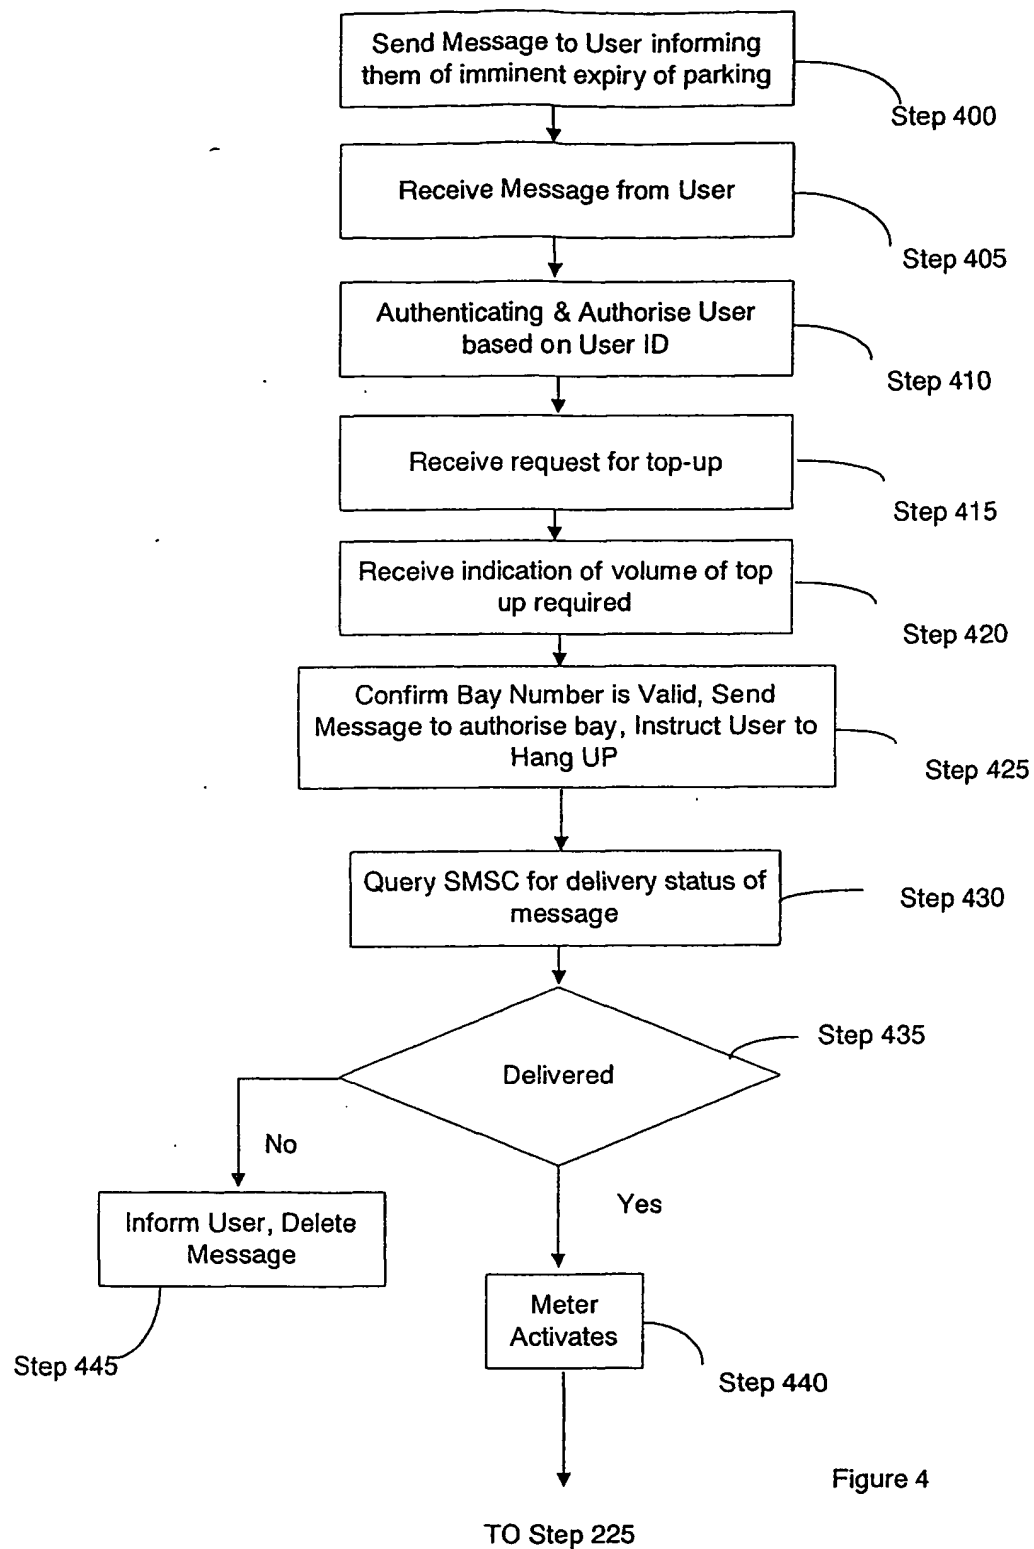 Send Message to User informing
them of imminent expiry of parking
Step 400
Receive Message from User
Step 405
Authenticating & Authorise User
based on User ID
Step 410
Receive request for top-up
Step 415
Receive indication of volume of top
up required
Step 420
Confirm Bay Number is Valid, Send
Message to authorise bay, Instruct User to
Hang UP
Step 425
Query SMSC for delivery status of
message
Step 430
Delivered
Step 435
No
Yes
Inform User, Delete
Message
Step 445
Meter
Activates
Step 440
Figure 4
TO Step 225